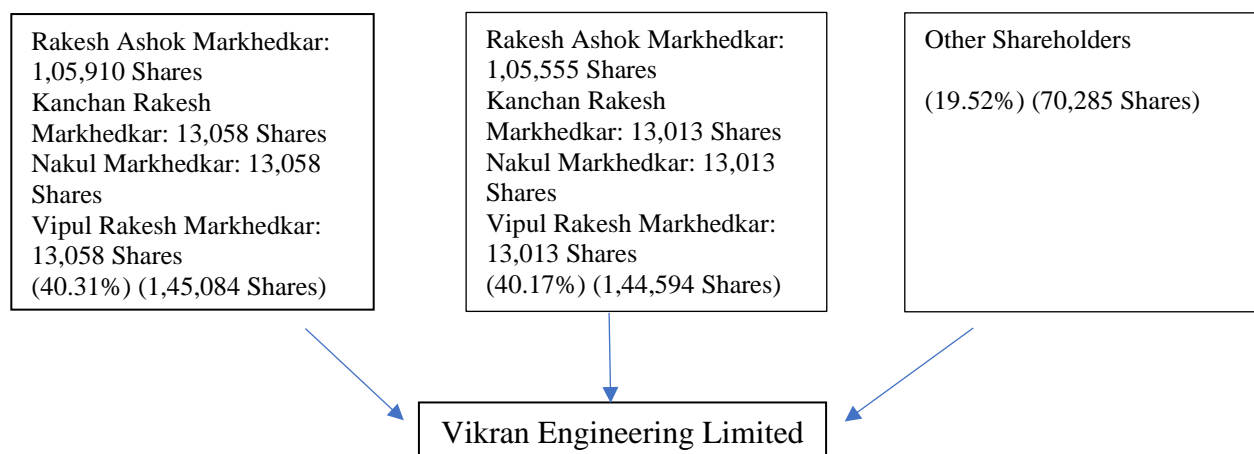 Rakesh Ashok Markhedkar:
1,05,910 Shares
Kanchan Rakesh
Markhedkar: 13,058 Shares
Nakul Markhedkar: 13,058
Shares
Vipul Rakesh Markhedkar:
13,058 Shares
(40.31%) (1,45,084 Shares)
Rakesh Ashok Markhedkar:
1,05,555 Shares
Kanchan Rakesh
Markhedkar: 13,013 Shares
Nakul Markhedkar: 13,013
Shares
Vipul Rakesh Markhedkar:
13,013 Shares
(40.17%) (1,44,594 Shares)
Other Shareholders
(19.52%) (70,285 Shares)
Vikran Engineering Limited